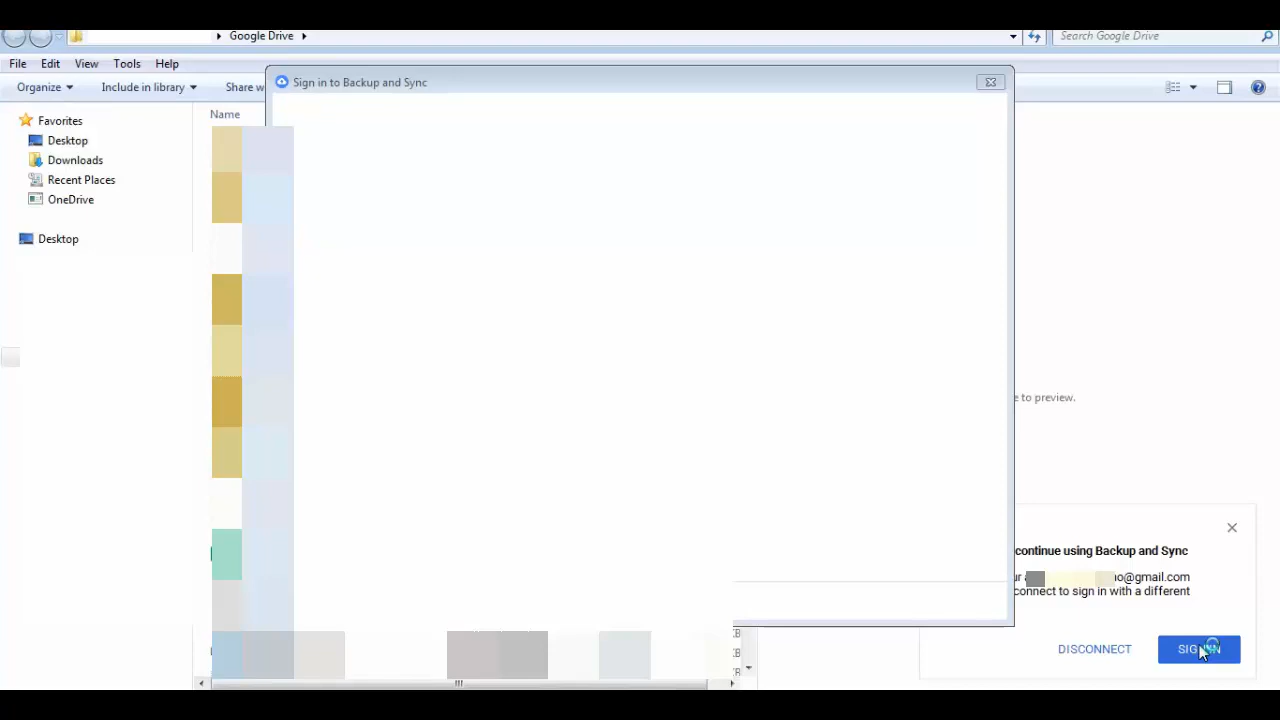 Google Drive
Search Google Drive
File Edit View Tools Help
Organize Include in library Share w
Sign in to Backup and Sync
Name
Favorites
Desktop
Downloads
Recent Places
OneDrive
Desktop
e to preview.
continue using Backup and Sync
ur a o@gmail.com
connect to sign in with a different
DISCONNECT